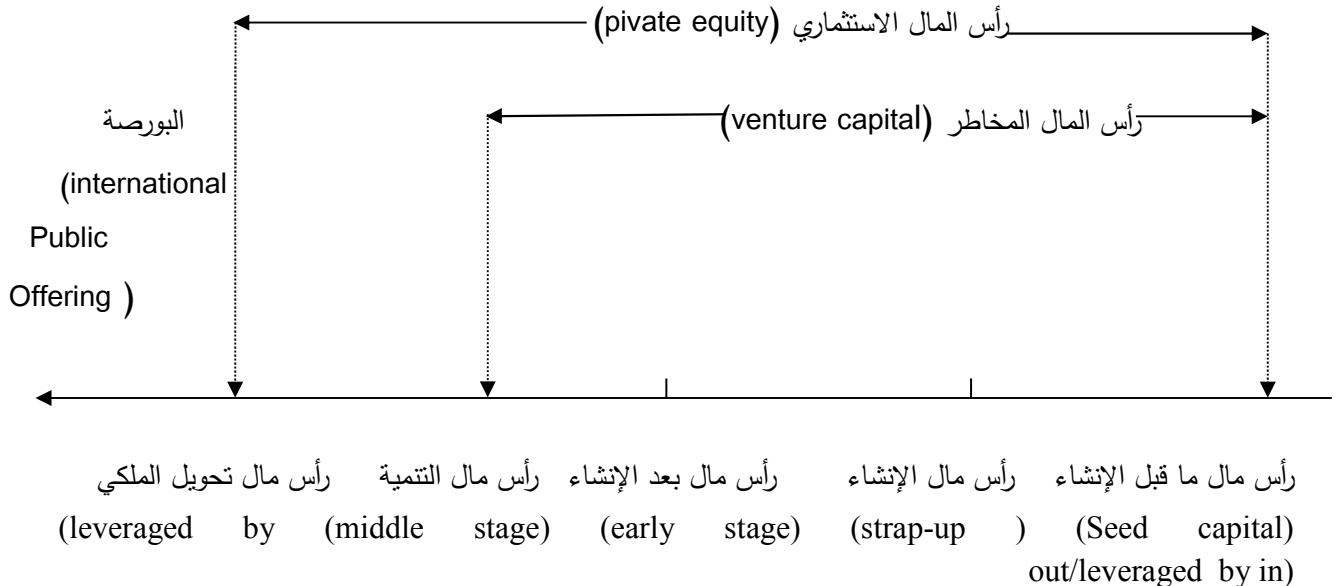 رأس المال الاستثماري (pivate equity)
رأس المال المخاطر (venture capital)
البورصة
(international
Public
Offering )
رأس مال ما قبل الإنشاء رأس مال الإنشاء رأس مال بعد الإنشاء رأس مال التنمية رأس مال تحويل الملكي
(leveraged by (middle stage) (early stage) (strap-up ) (Seed capital)
out/leveraged by in)